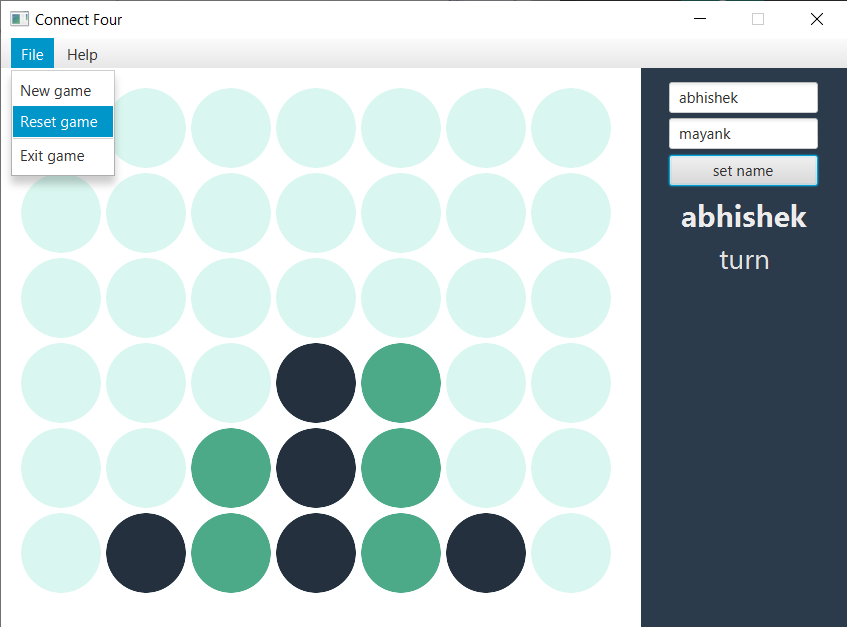 Connect Four
File Help
New game
Reset game
Exit game
abhishek
mayank
set name
abhishek
turn